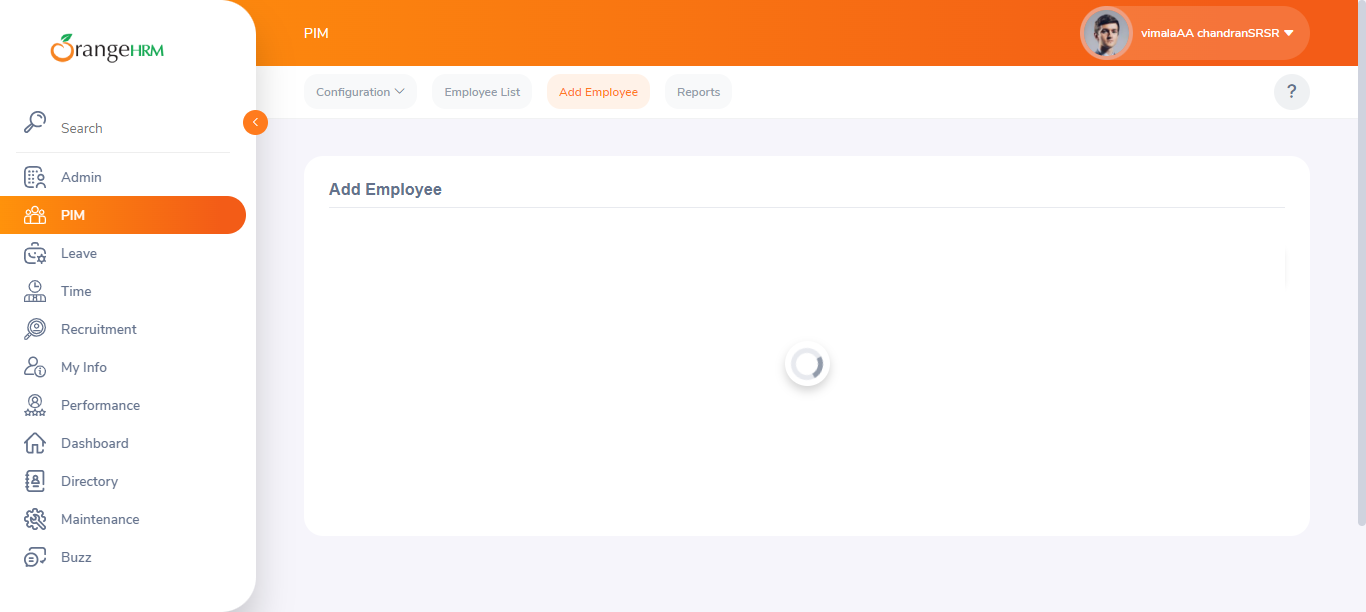 OrangeHRM
PIM
vimalaAA chandranSRSR
Configuration
Employee List
Add Employee
Reports
?
Search
Admin
PIM
Leave
Time
Recruitment
My Info
Performance
Dashboard
Directory
Maintenance
Buzz
Add Employee